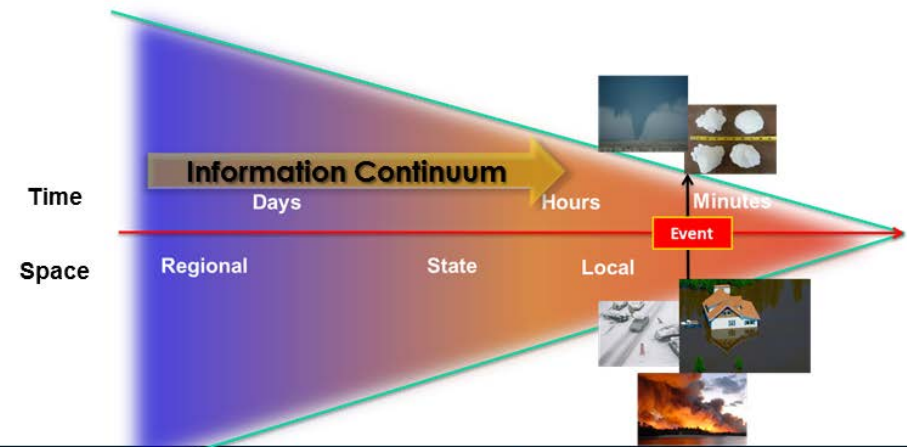 Information Continuum
Time
Days
Hours
Minutes
Event
Space
Regional
State
Local